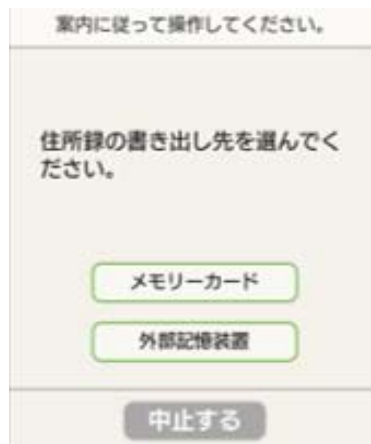 案内に従って操作してください。
住所録の書き出し先を選んでく
ださい。
メモリーカード
外部記憶装置
中止する